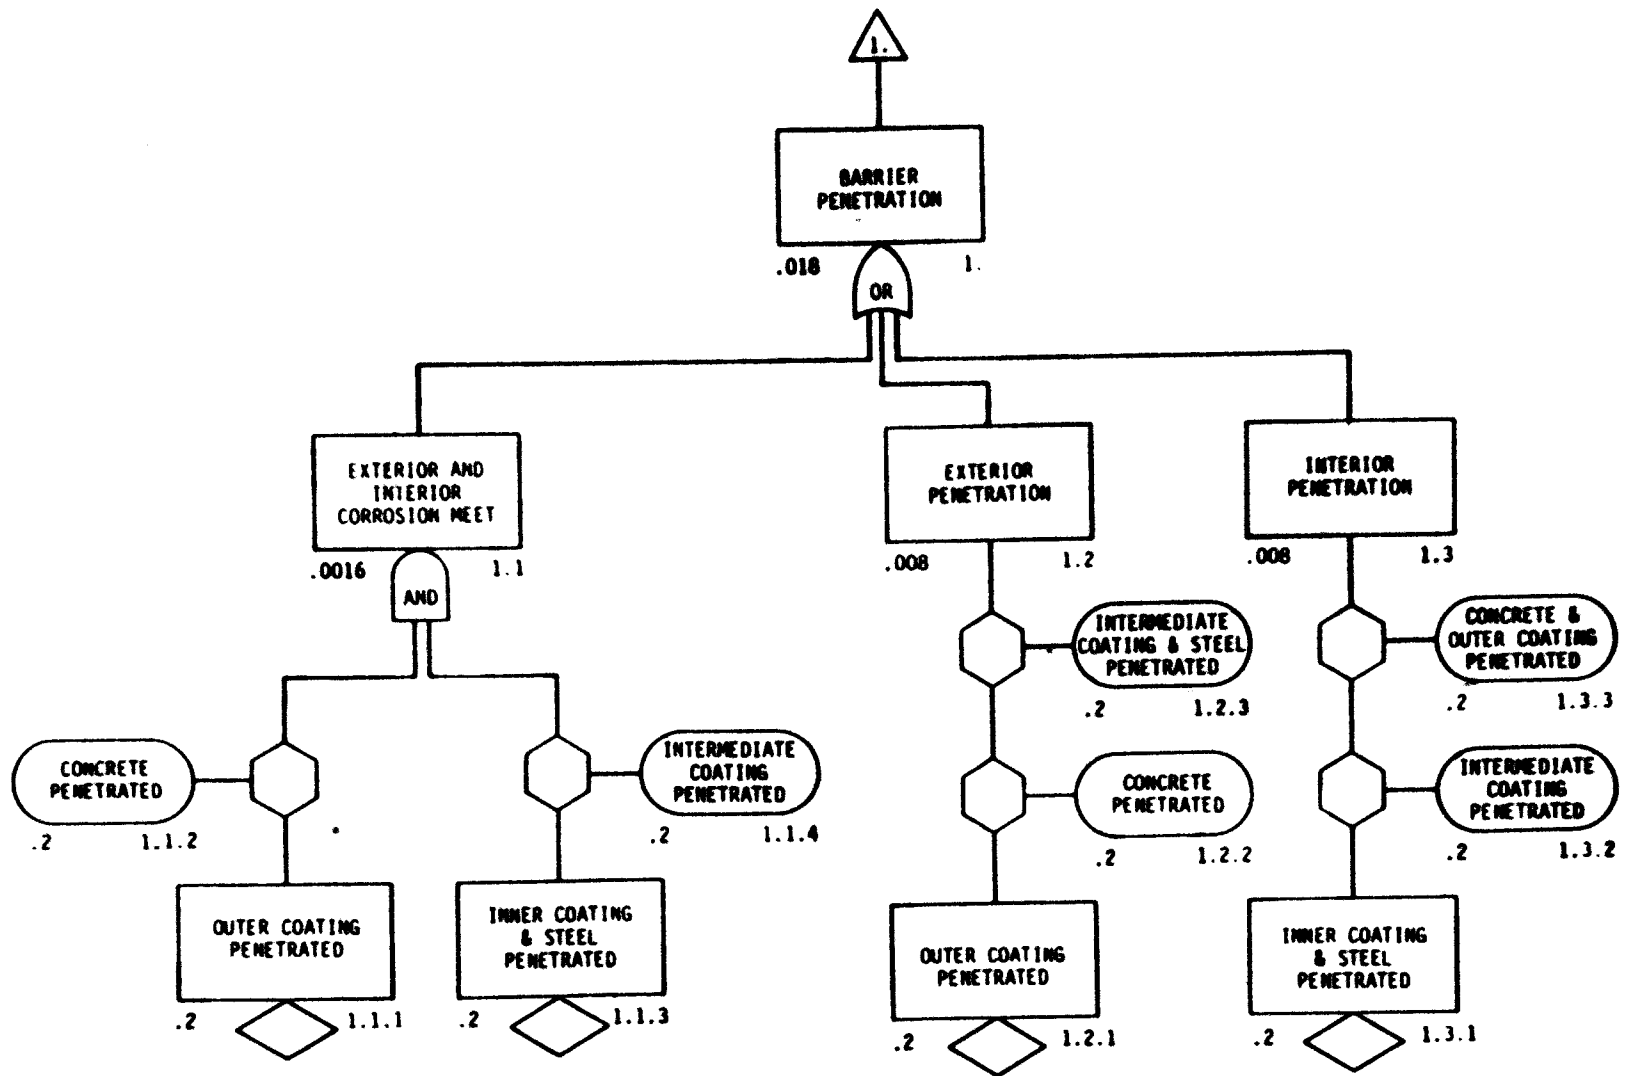 1.
BARRIER
PENETRATION
.018
1.
OR
EXTERIOR AND
INTERIOR
CORROSION MEET
.0016
1.1
AND
EXTERIOR
PENETRATION
.008
1.2
INTERIOR
PENETRATION
.008
1.3
INTERMEDIATE
COATING & STEEL
PENETRATED
.2
1.2.3
CONCRETE &
OUTER COATING
PENETRATED
.2
1.3.3
CONCRETE
PENETRATED
.2
1.1.2
INTERMEDIATE
COATING
PENETRATED
.2
1.1.4
CONCRETE
PENETRATED
.2
1.2.2
INTERMEDIATE
COATING
PENETRATED
.2
1.3.2
OUTER COATING
PENETRATED
.2
1.1.1
INNER COATING
& STEEL
PENETRATED
.2
1.1.3
OUTER COATING
PENETRATED
.2
1.2.1
INNER COATING
& STEEL
PENETRATED
.2
1.3.1